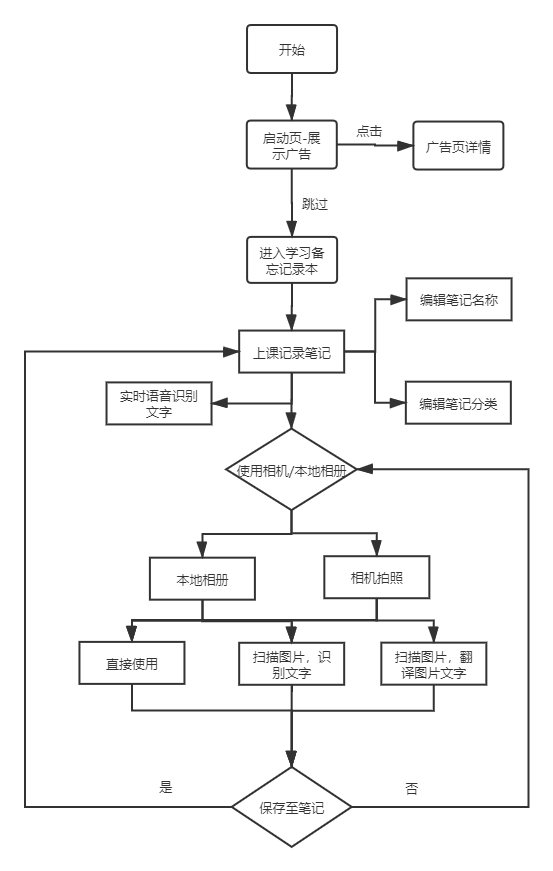 开始
启动页-展
示广告
点击
广告页详情
跳过
进入学习备
忘记录本
编辑笔记名称
上课记录笔记
实时语音识别
文字
编辑笔记分类
使用相机/本地相册
本地相册
相机拍照
直接使用
扫描图片，识
别文字
扫描图片，翻
译图片文字
是
否
保存至笔记